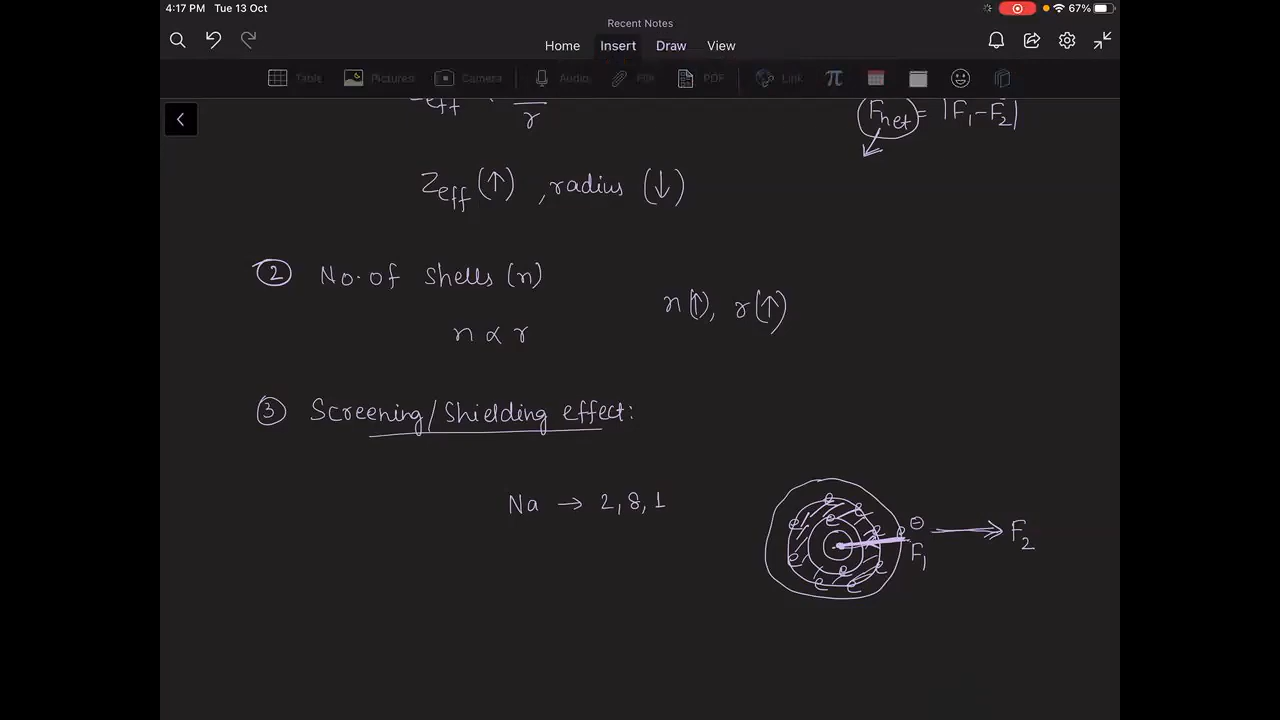 4:17 PM Tue 13 Oct
67%
Recent Notes
Home Insert Draw View
Table Pictures Camera Audio File PDF Link π
Zeff
r
Fnet = |F1-F2|
Zeff (↑), radius (↓)
② No. of shells (n)
n(↑), r(↑)
n ∝ r
③ Screening/Shielding effect:
Na → 2, 8, 1
e e e e e e e e e e e ⊖ F1 → F2